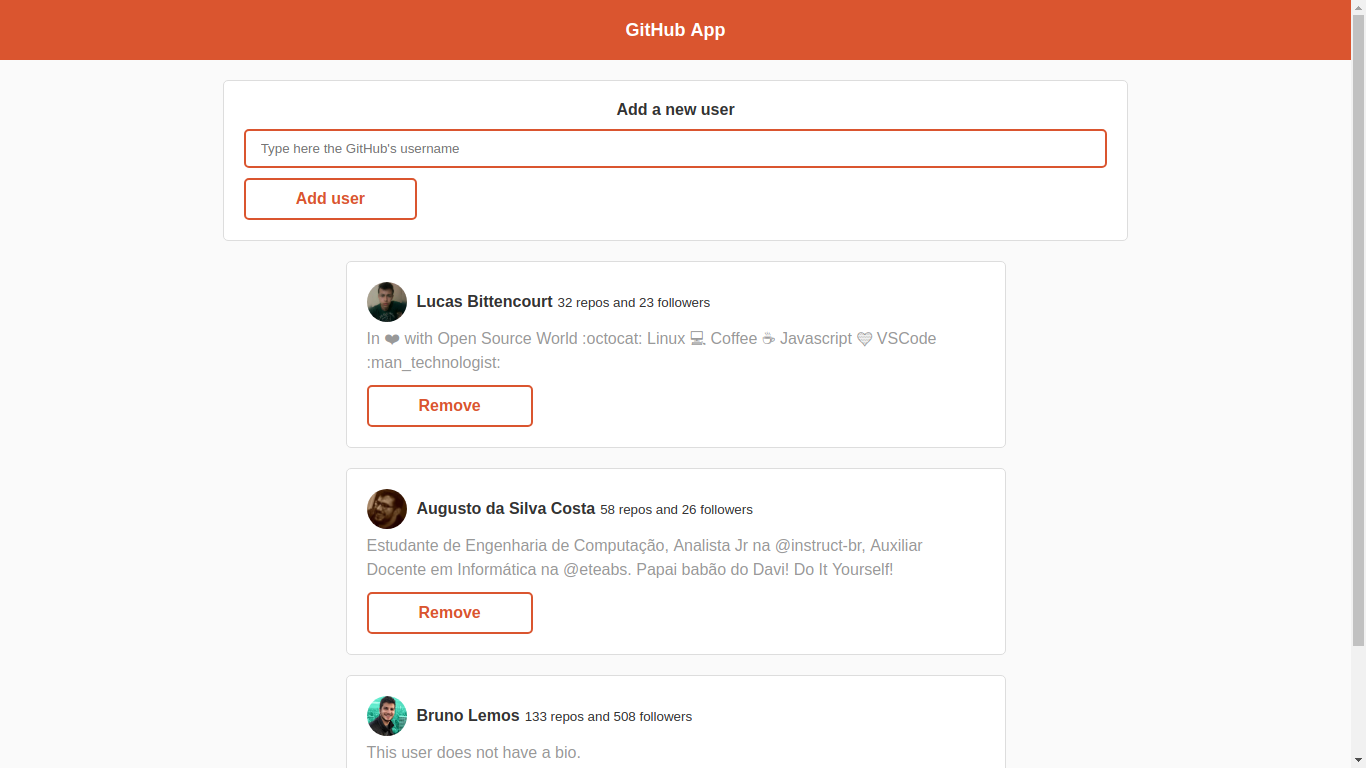 GitHub App
Add a new user
Type here the GitHub's username
Add user
Lucas Bittencourt 32 repos and 23 followers
In ❤ with Open Source World :octocat: Linux 💻 Coffee ☕ Javascript 💛 VSCode
:man_technologist:
Remove
Augusto da Silva Costa 58 repos and 26 followers
Estudante de Engenharia de Computação, Analista Jr na @instruct-br, Auxiliar
Docente em Informática na @eteabs. Papai babão do Davi! Do It Yourself!
Remove
Bruno Lemos 133 repos and 508 followers
This user does not have a bio.